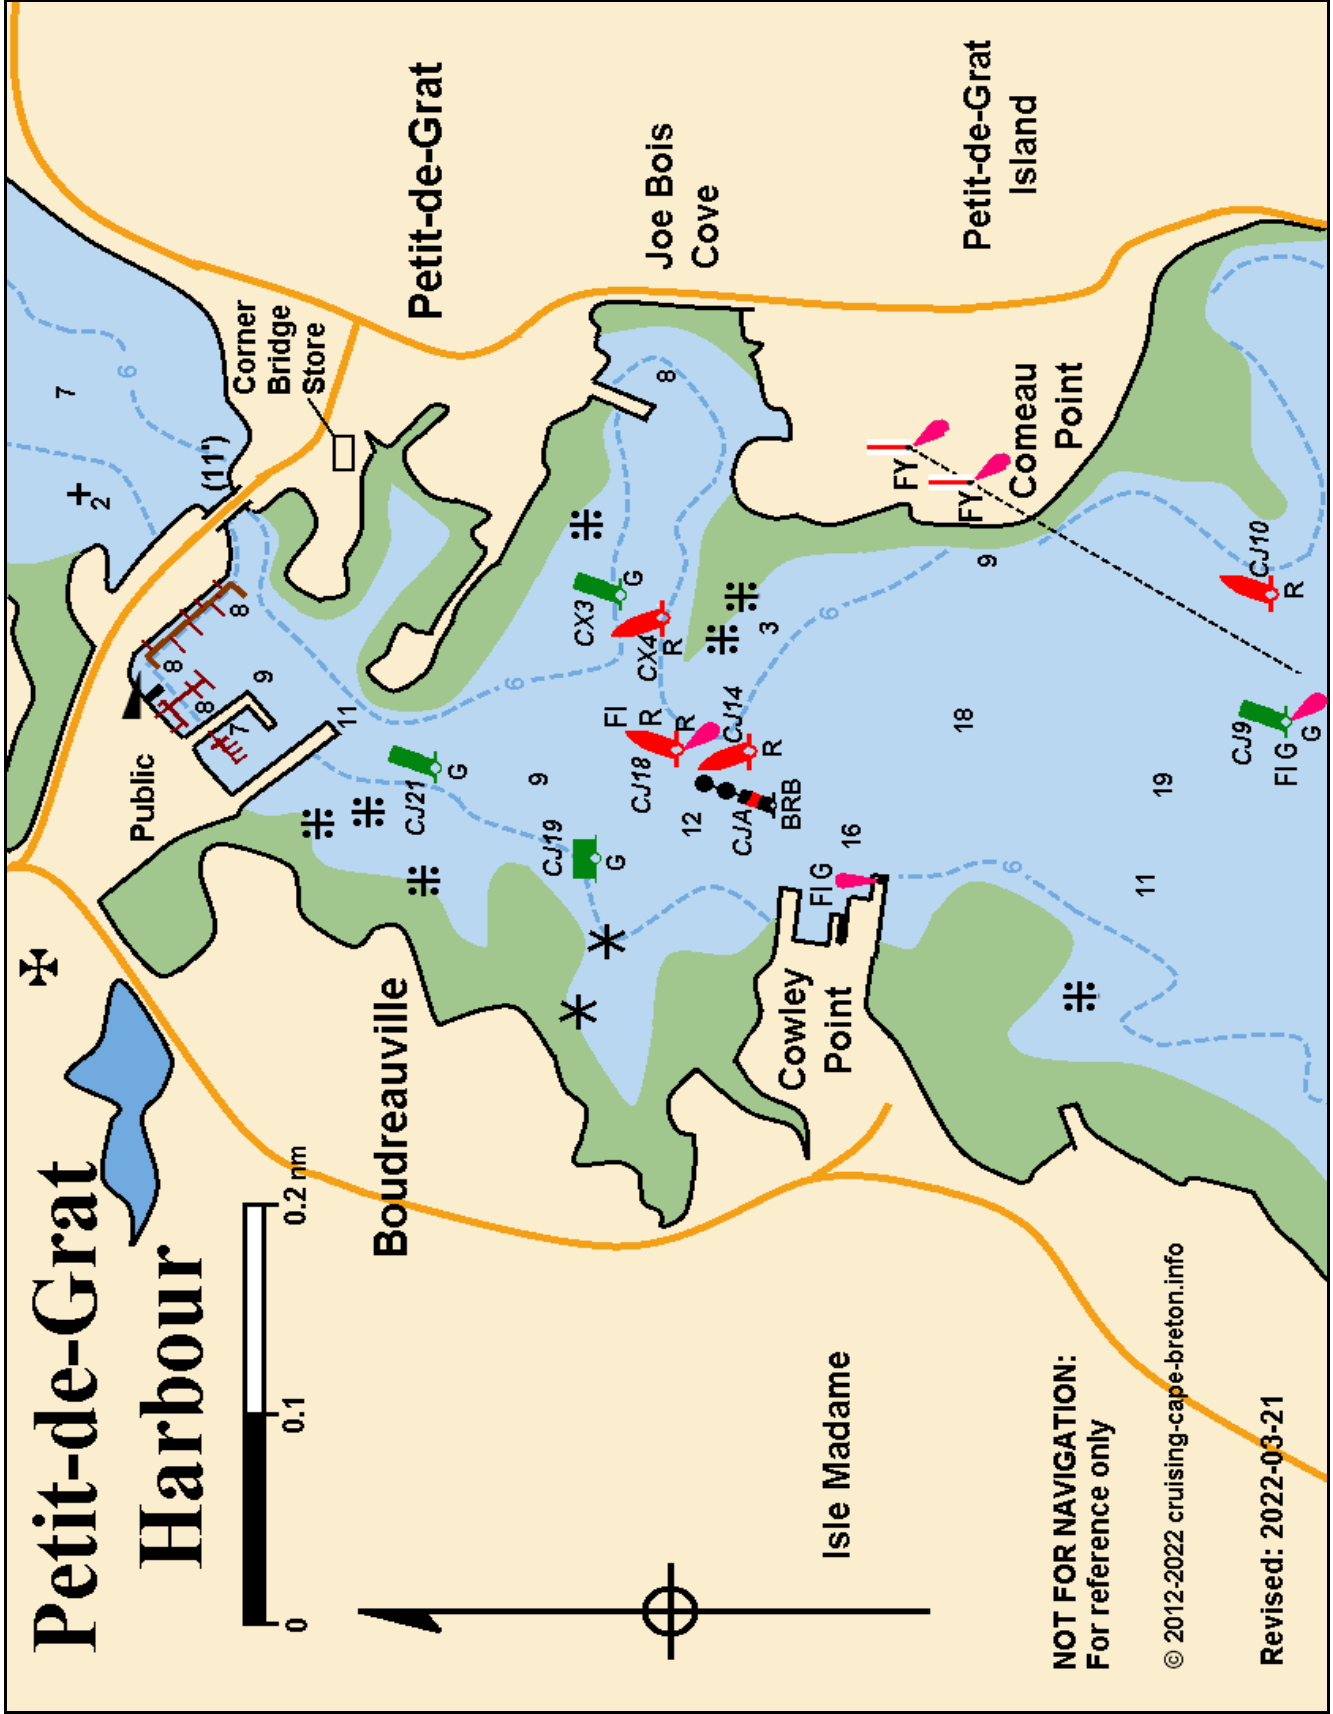 Petit-de-Grat
Harbour
0
0.1
0.2 nm
Boudreauville
Isle Madame
NOT FOR NAVIGATION:
For reference only
© 2012-2022 cruising-cape-breton.info
Revised: 2022-03-21
Public
Corner
Bridge
Store
(11')
Petit-de-Grat
Joe Bois
Cove
Petit-de-Grat
Island
Comeau
Point
Cowley
Point
7
6
2
8
8
8
7
9
11
6
CJ21
G
9
CJ19
G
CX3
G
CX4
R
8
3
6
Fl
R
R
CJ18
CJ14
R
12
CJA
BRB
16
Fl G
FY
FY
9
18
6
11
19
CJ10
R
CJ9
Fl G
G